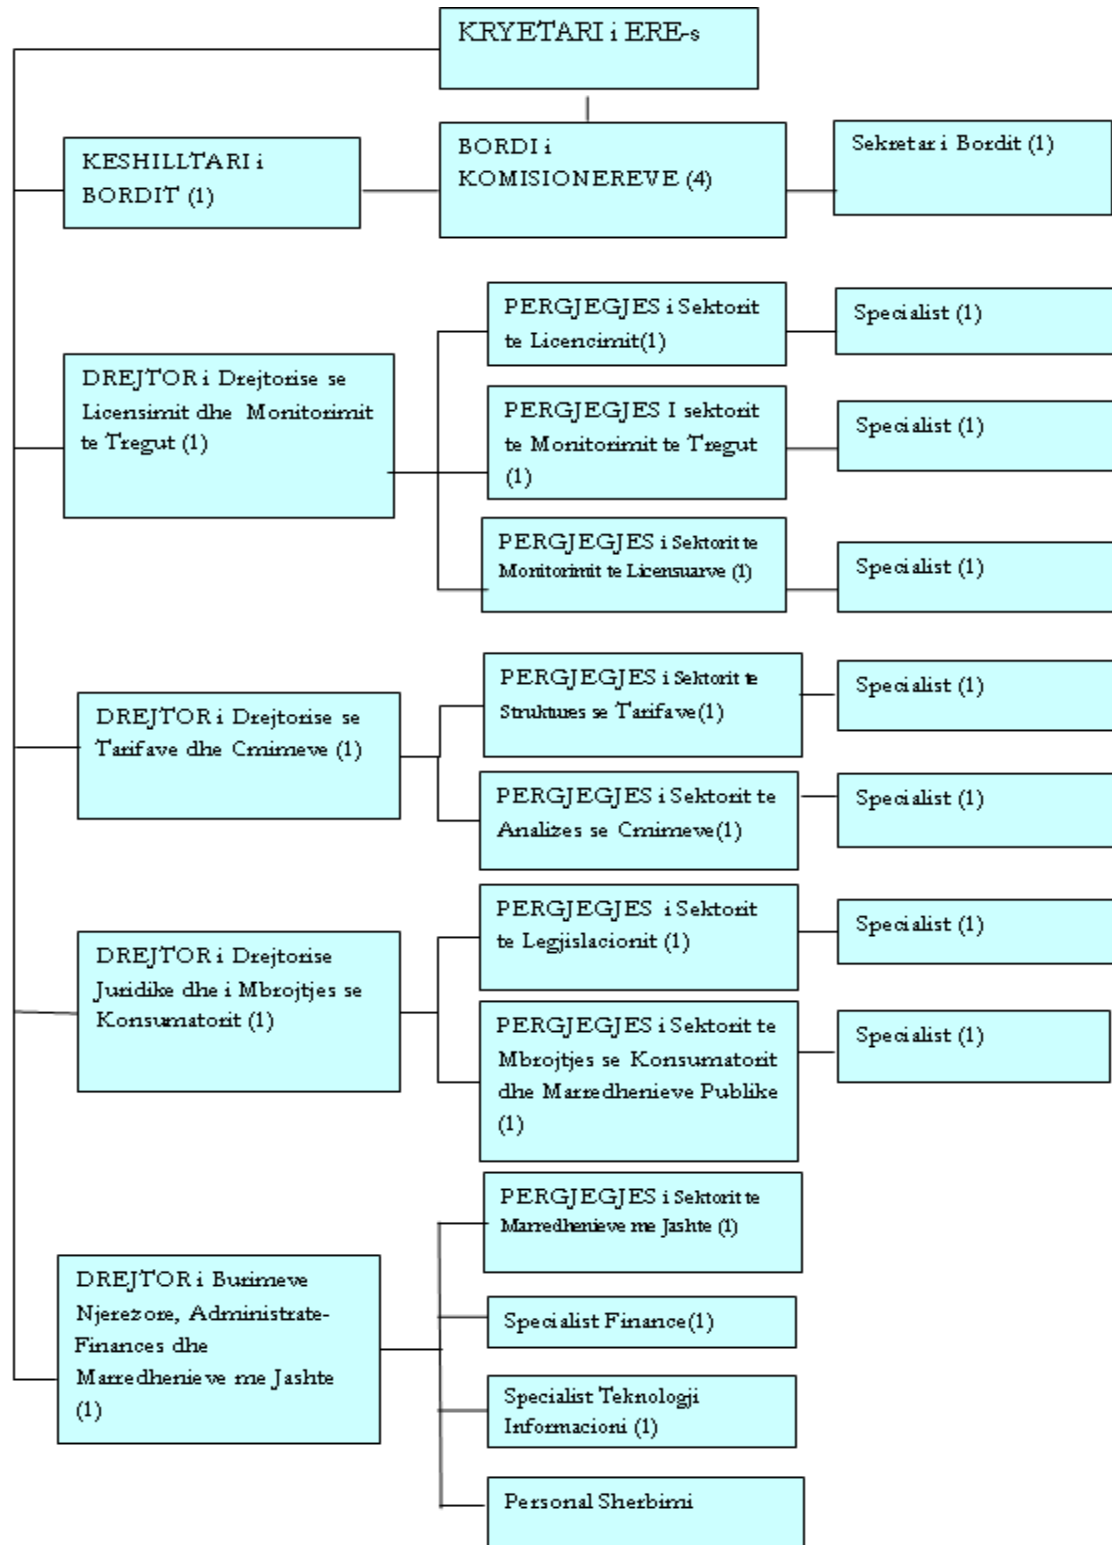 KRYETARI i ERE-s
KESHILLTARI i
BORDIT (1)
BORDI i
KOMISIONEREVE (4)
Sekretar i Bordit (1)
DREJTOR i Drejtorise se
Licensimit dhe Monitorimit
te Tregut (1)
PERGJEGJES i Sektorit
te Licencimit(1)
Specialist (1)
PERGJEGJES I sektorit
te Monitorimit te Tregut
(1)
Specialist (1)
PERGJEGJES i Sektorit te
Monitorimit te Licensuarve (1)
Specialist (1)
DREJTOR i Drejtorise se
Tarifave dhe Cmimeve (1)
PERGJEGJES i Sektorit te
Struktures se Tarifave(1)
Specialist (1)
PERGJEGJES i Sektorit te
Analizes se Cmimeve(1)
Specialist (1)
DREJTOR i Drejtorise
Juridike dhe i Mbrojtjes se
Konsumatorit (1)
PERGJEGJES i Sektorit
te Legjislacionit (1)
Specialist (1)
PERGJEGJES i Sektorit te
Mbrojtjes se Konsumatorit
dhe Marredhenieve Publike
(1)
Specialist (1)
DREJTOR i Burimeve
Njerezore, Administrate-
Finances dhe
Marredhenieve me Jashte
(1)
PERGJEGJES i Sektorit te
Marredhenieve me Jashte (1)
Specialist Finance(1)
Specialist Teknologji
Informacioni (1)
Personal Sherbimi